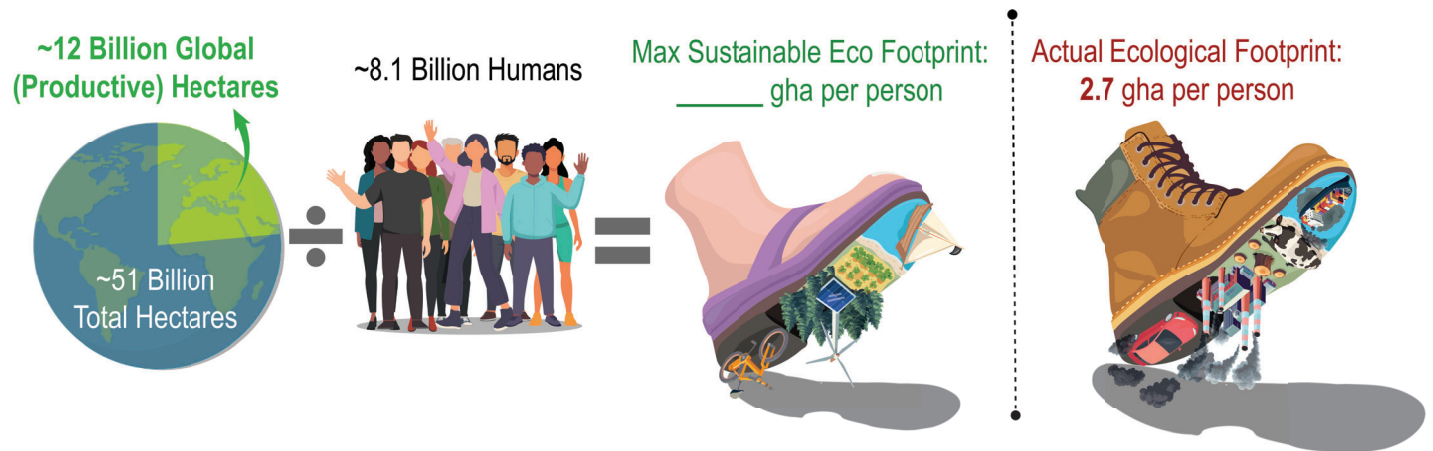 ~12 Billion Global
(Productive) Hectares
~51 Billion
Total Hectares
÷
~8.1 Billion Humans
=
Max Sustainable Eco Footprint:
______ gha per person
Actual Ecological Footprint:
2.7 gha per person